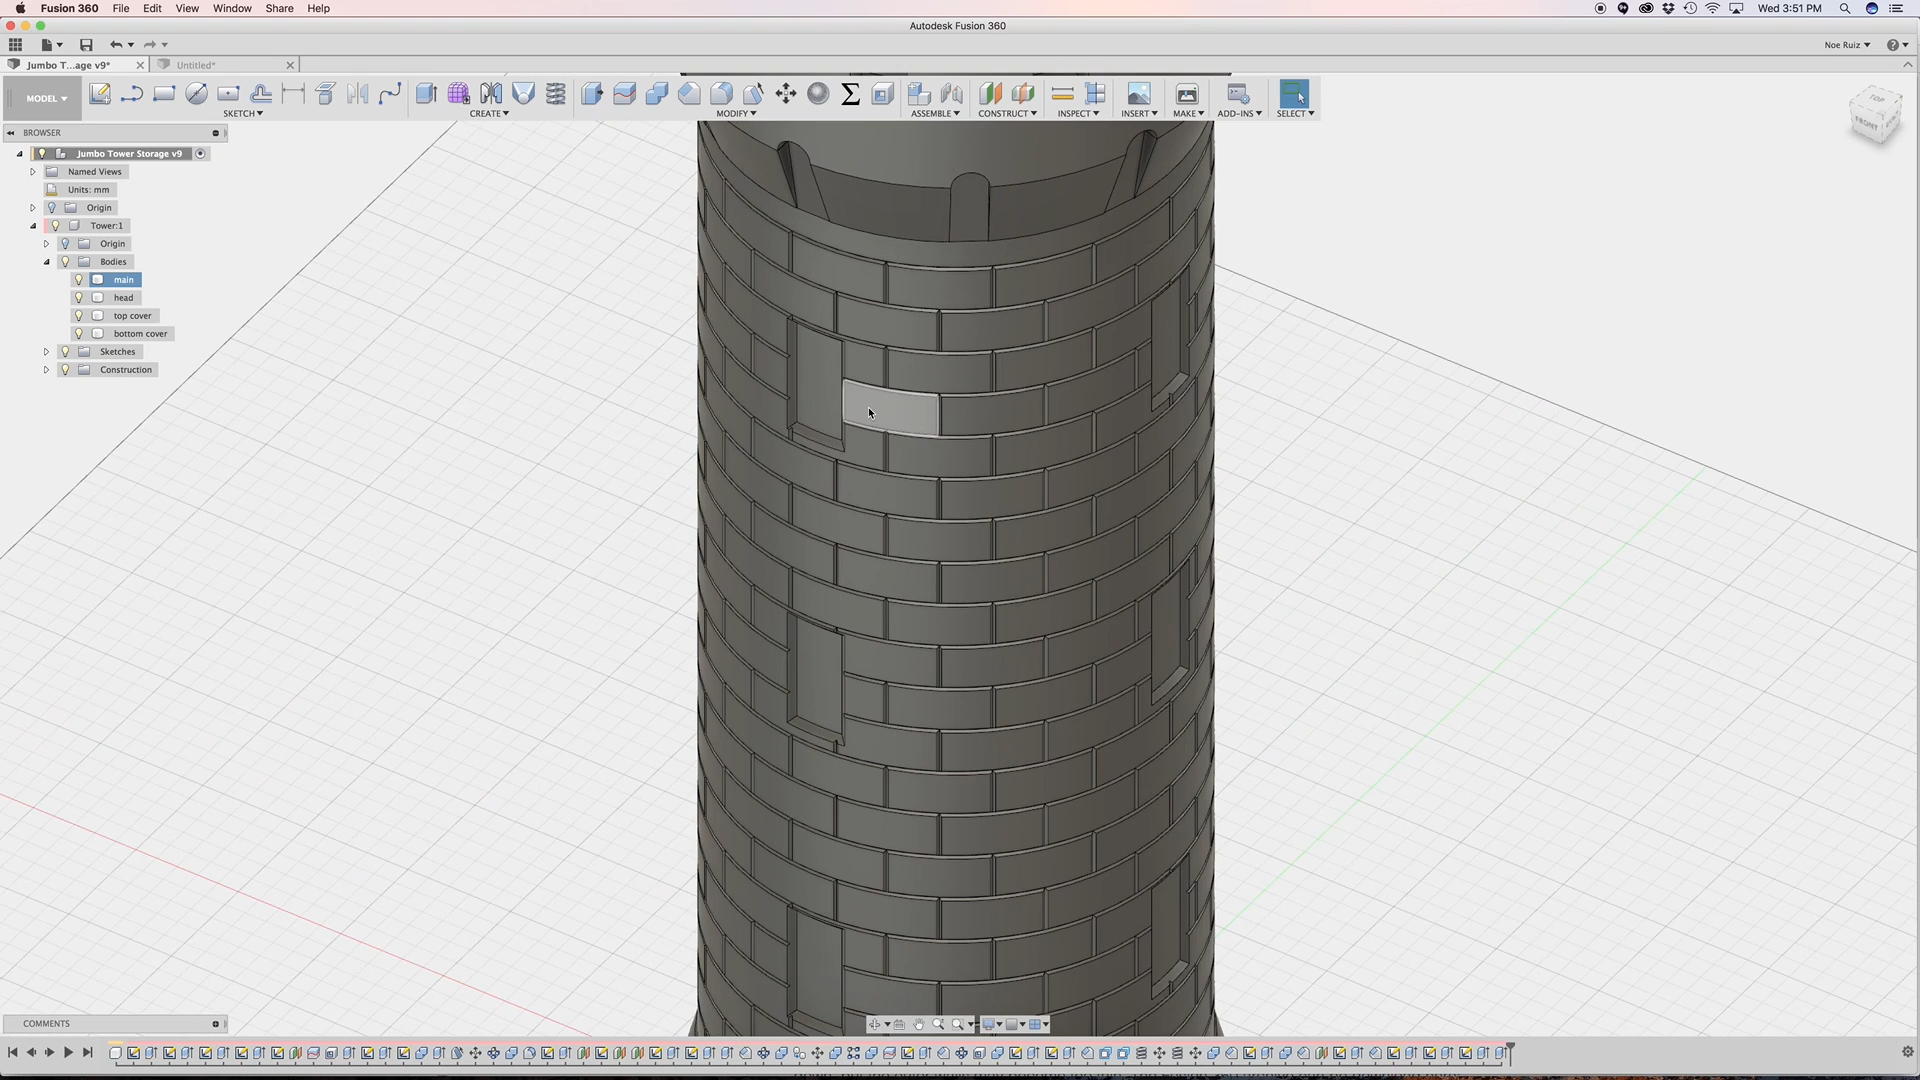 Fusion 360 File Edit View Window Share Help Wed 3:51 PM
Autodesk Fusion 360
Noe Ruiz
Jumbo T...age v9* Untitled*
MODEL
SKETCH CREATE MODIFY ASSEMBLE CONSTRUCT INSPECT INSERT MAKE ADD-INS SELECT
TOP
FRONT
BROWSER
Jumbo Tower Storage v9
Named Views
Units: mm
Origin
Tower:1
Origin
Bodies
main
head
top cover
bottom cover
Sketches
Construction
COMMENTS